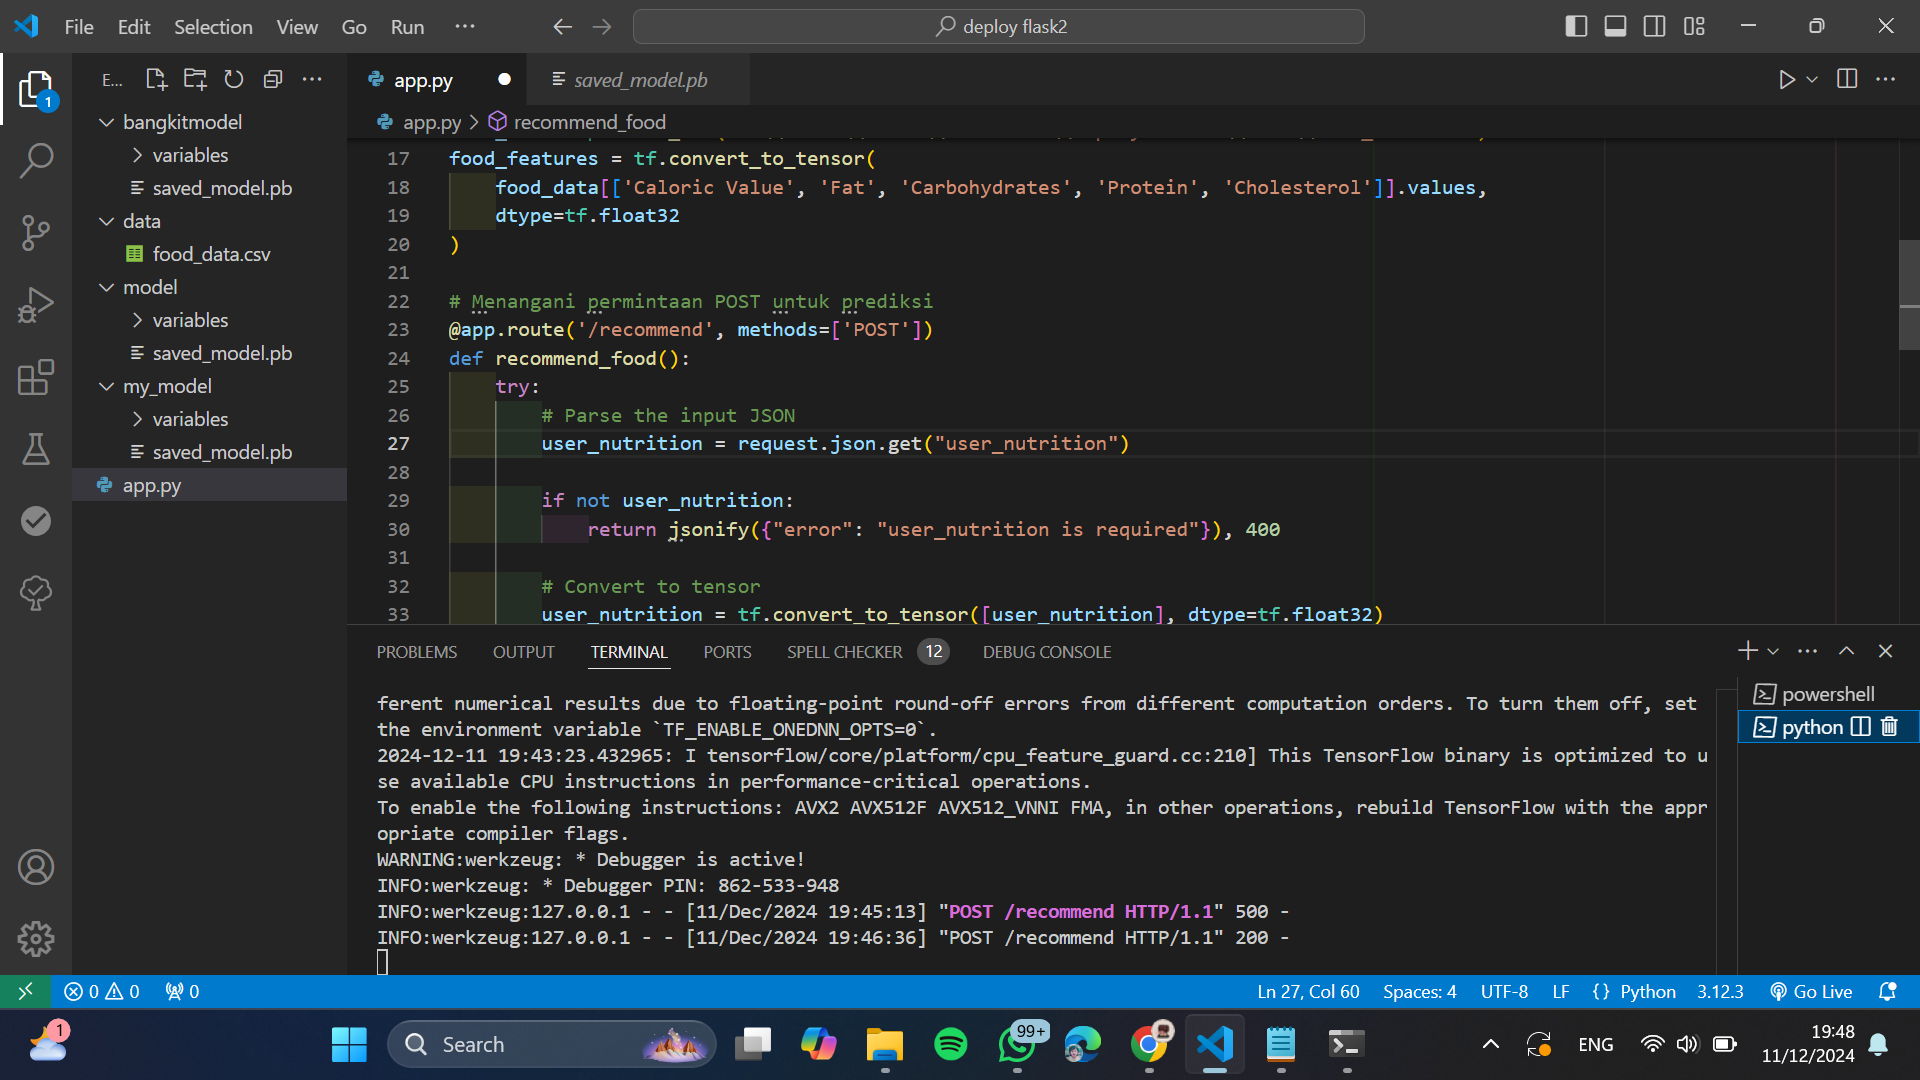 File Edit Selection View Go Run ...
deploy flask2
E... ...
1
bangkitmodel
variables
saved_model.pb
data
food_data.csv
model
variables
saved_model.pb
my_model
variables
saved_model.pb
app.py
app.py saved_model.pb
app.py > recommend_food
17 food_features = tf.convert_to_tensor(
18 food_data[['Caloric Value', 'Fat', 'Carbohydrates', 'Protein', 'Cholesterol']].values,
19 dtype=tf.float32
20 )
21
22 # Menangani permintaan POST untuk prediksi
23 @app.route('/recommend', methods=['POST'])
24 def recommend_food():
25 try:
26 # Parse the input JSON
27 user_nutrition = request.json.get("user_nutrition")
28
29 if not user_nutrition:
30 return jsonify({"error": "user_nutrition is required"}), 400
31
32 # Convert to tensor
33 user_nutrition = tf.convert_to_tensor([user_nutrition], dtype=tf.float32)
PROBLEMS OUTPUT TERMINAL PORTS SPELL CHECKER 12 DEBUG CONSOLE
ferent numerical results due to floating-point round-off errors from different computation orders. To turn them off, set
the environment variable `TF_ENABLE_ONEDNN_OPTS=0`.
2024-12-11 19:43:23.432965: I tensorflow/core/platform/cpu_feature_guard.cc:210] This TensorFlow binary is optimized to u
se available CPU instructions in performance-critical operations.
To enable the following instructions: AVX2 AVX512F AVX512_VNNI FMA, in other operations, rebuild TensorFlow with the appr
opriate compiler flags.
WARNING:werkzeug: * Debugger is active!
INFO:werkzeug: * Debugger PIN: 862-533-948
INFO:werkzeug:127.0.0.1 - - [11/Dec/2024 19:45:13] "POST /recommend HTTP/1.1" 500 -
INFO:werkzeug:127.0.0.1 - - [11/Dec/2024 19:46:36] "POST /recommend HTTP/1.1" 200 -
powershell
python
0 0 0 Ln 27, Col 60 Spaces: 4 UTF-8 LF {} Python 3.12.3 Go Live
1
Search
99+
ENG
19:48
11/12/2024